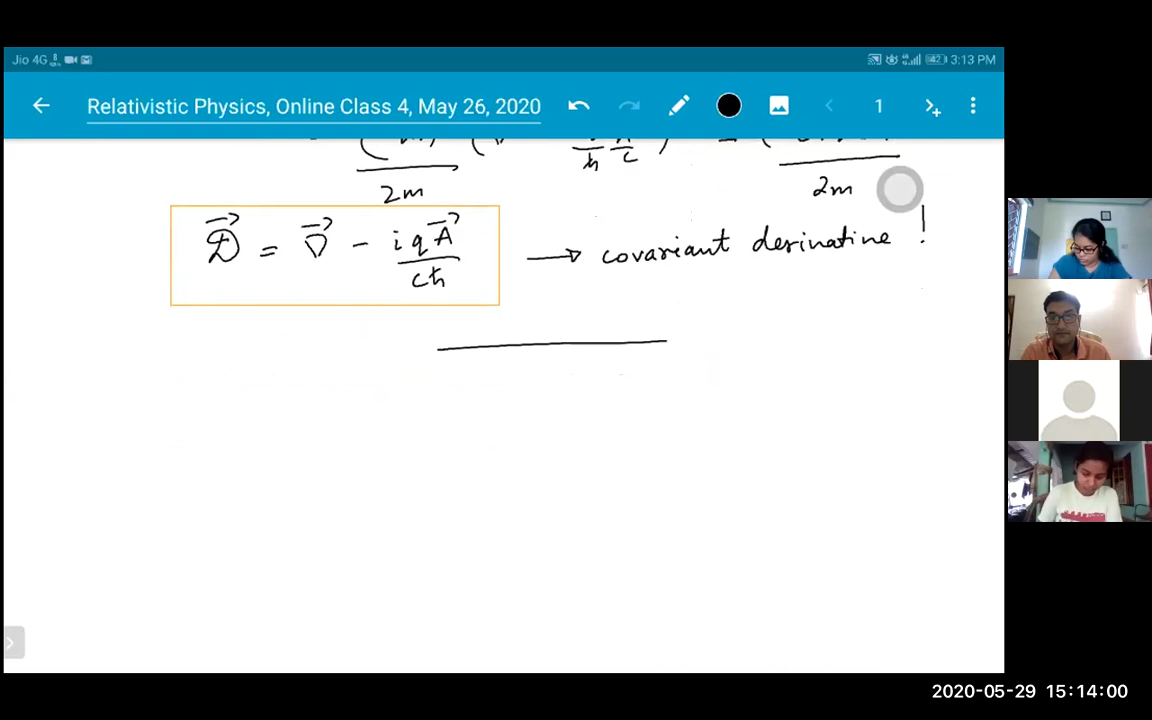 Jio 4G 3:13 PM
Relativistic Physics, Online Class 4, May 26, 2020 1
2m 2m
𝒟⃗ = ∇⃗ - iqA⃗/cħ → covariant derivative !
2020-05-29 15:14:00